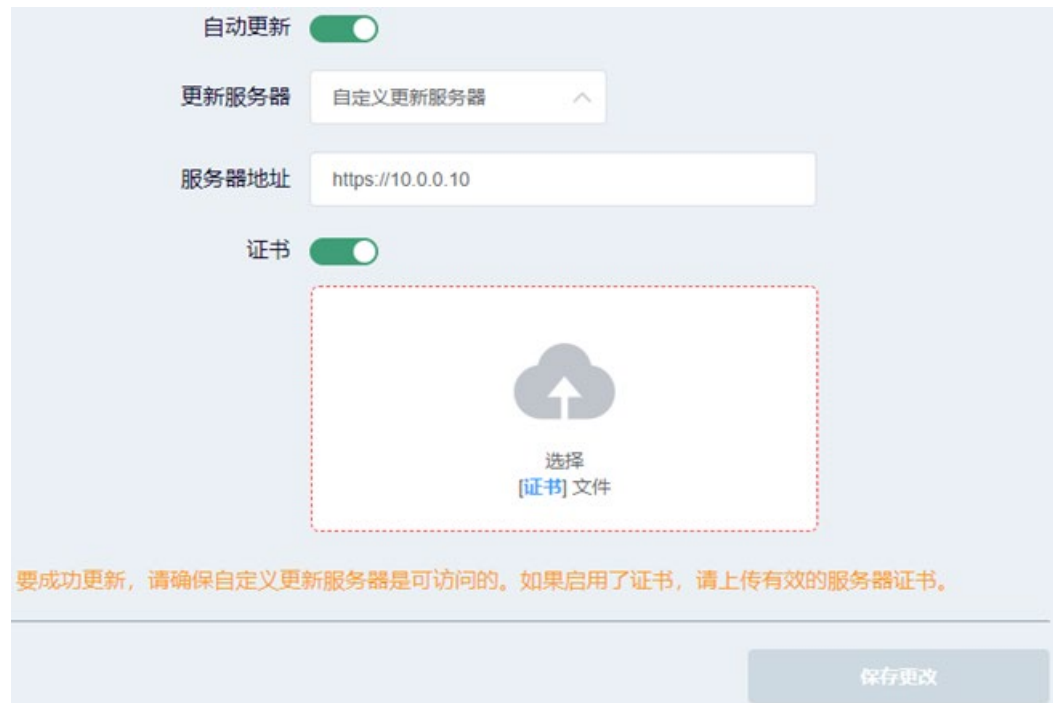 自动更新
更新服务器 自定义更新服务器
服务器地址 https://10.0.0.10
证书
选择
[证书] 文件
要成功更新，请确保自定义更新服务器是可访问的。如果启用了证书，请上传有效的服务器证书。
保存更改